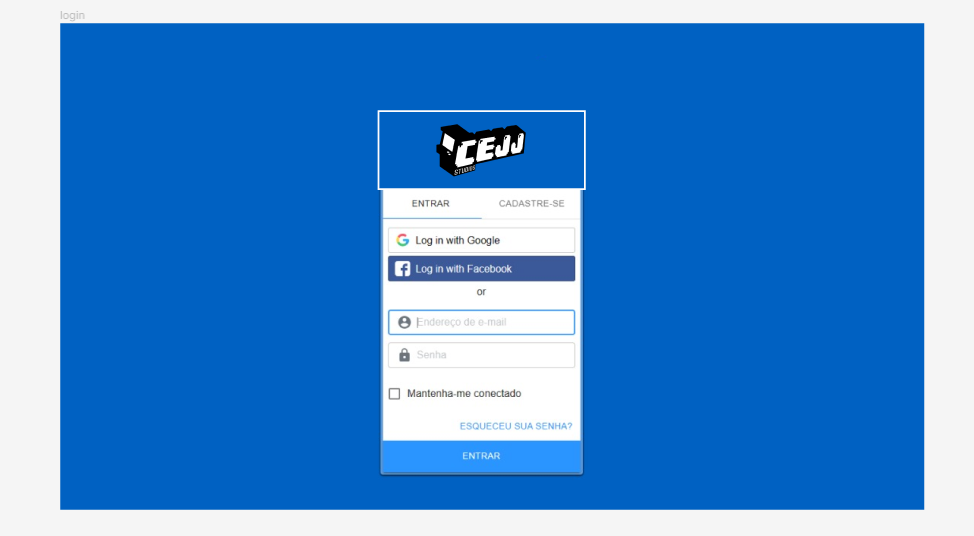 login
CEJJ
STUDIOS
ENTRAR CADASTRE-SE
Log in with Google
Log in with Facebook
or
Endereço de e-mail
Senha
Mantenha-me conectado
ESQUECEU SUA SENHA?
ENTRAR